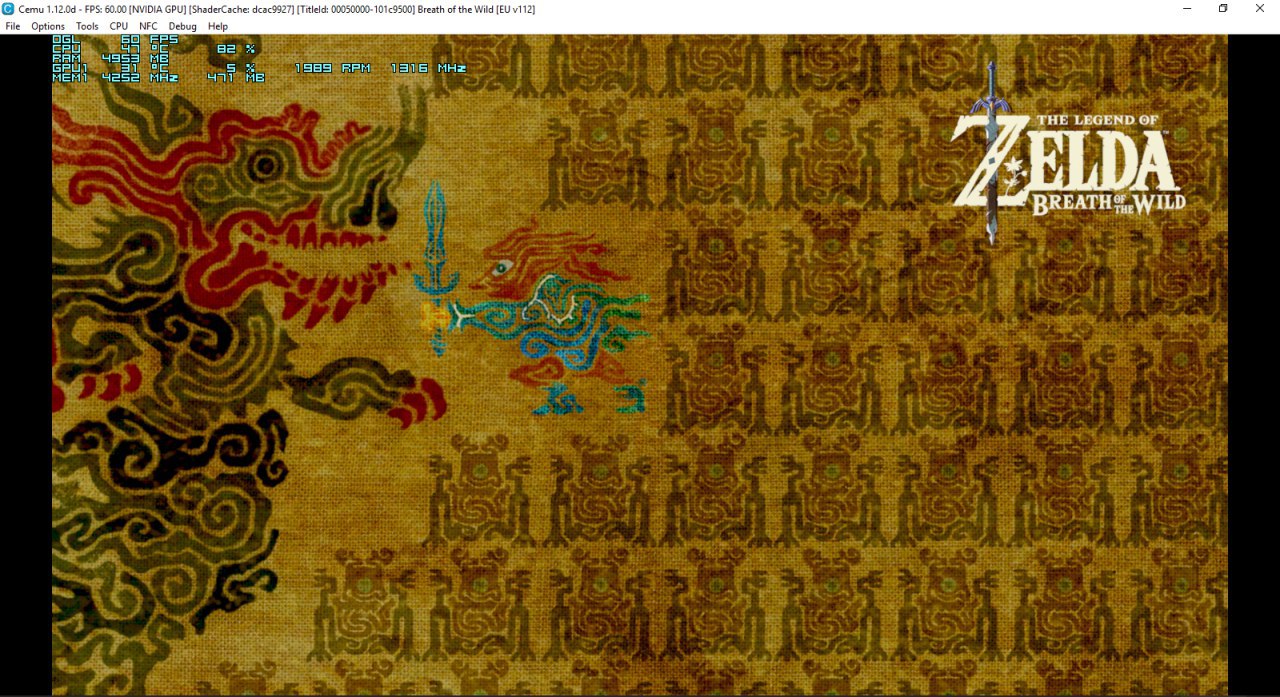 Cemu 1.12.0d - FPS: 60.00 [NVIDIA GPU] [ShaderCache: dcac9927] [TitleId: 00050000-101c9500] Breath of the Wild [EU v112]
File Options Tools CPU NFC Debug Help
OGL 60 FPS
CPU 47 °C 82 %
RAM 4953 MB
GPU1 31 °C 5 % 1989 RPM 1316 MHz
MEM1 4252 MHz 471 MB
THE LEGEND OF
ZELDA™
BREATH OF THE WILD